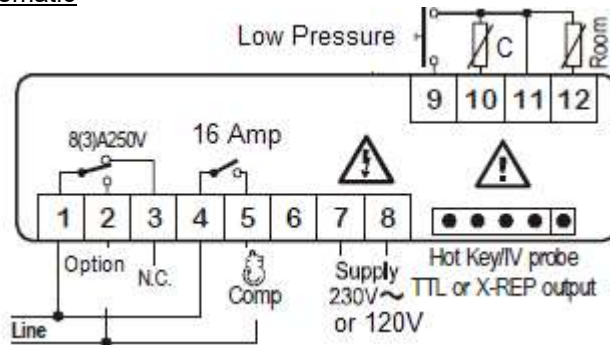 Low Pressure
C
Room
9 10 11 12
8(3)A250V
16 Amp
1 2 3 4 5 6 7 8
Option
N.C.
Comp
Supply
230V~
or 120V
Hot Key/IV probe
TTL or X-REP output
Line